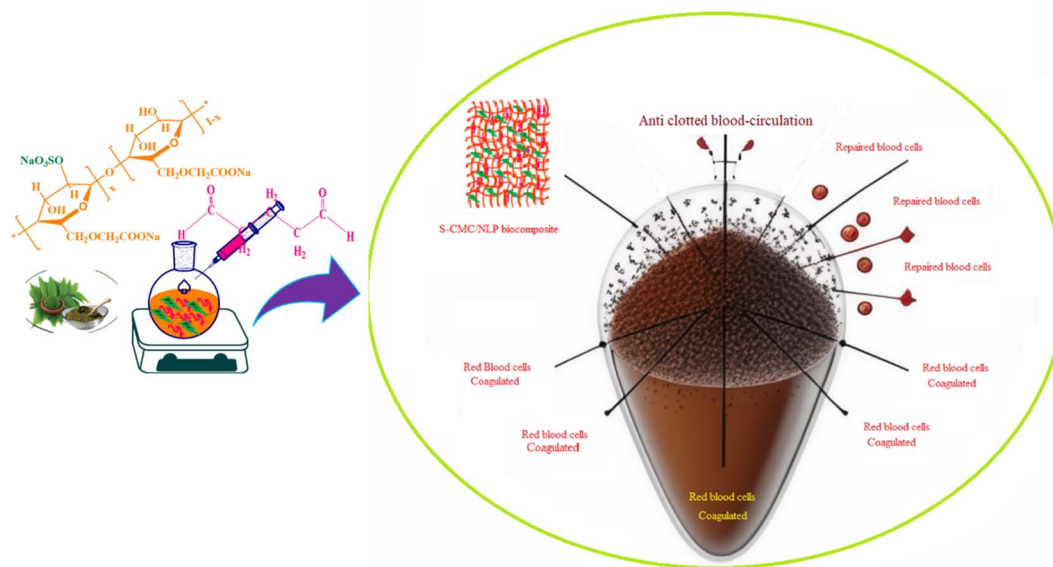 HO
H
H
OH
1-x
O
NaO₃SO
O
x
CH₂OCH₂COONa
H
H
OH
O
CH₂OCH₂COONa
O
H
H₂
C
H₂
O
H
C
H₂
S-CMC/NLP biocomposite
Anti clotted blood-circulation
Repaired blood cells
Repaired blood cells
Repaired blood cells
Red Blood cells
Coagulated
Red blood cells
Coagulated
Red blood cells
Coagulated
Red blood cells
Coagulated
Red blood cells
Coagulated